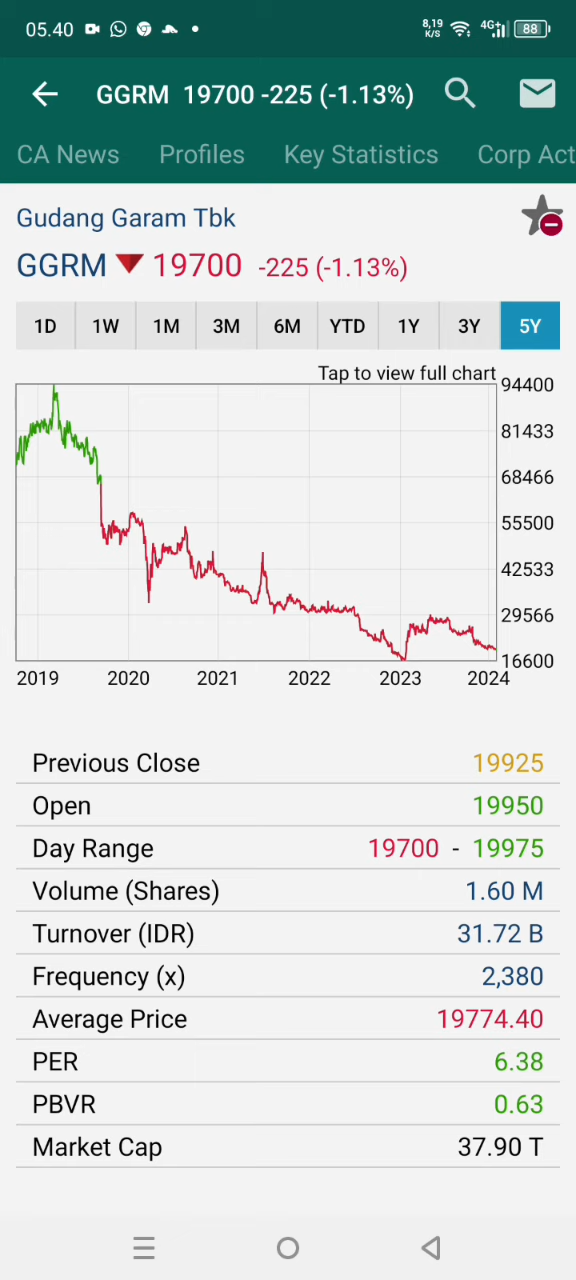 05.40 8,19 K/S 4G+ 88
GGRM 19700 -225 (-1.13%)
CA News Profiles Key Statistics Corp Act
Gudang Garam Tbk
GGRM 19700 -225 (-1.13%)
1D 1W 1M 3M 6M YTD 1Y 3Y 5Y
Tap to view full chart
94400
81433
68466
55500
42533
29566
16600
2019 2020 2021 2022 2023 2024
Previous Close 19925
Open 19950
Day Range 19700 - 19975
Volume (Shares) 1.60 M
Turnover (IDR) 31.72 B
Frequency (x) 2,380
Average Price 19774.40
PER 6.38
PBVR 0.63
Market Cap 37.90 T